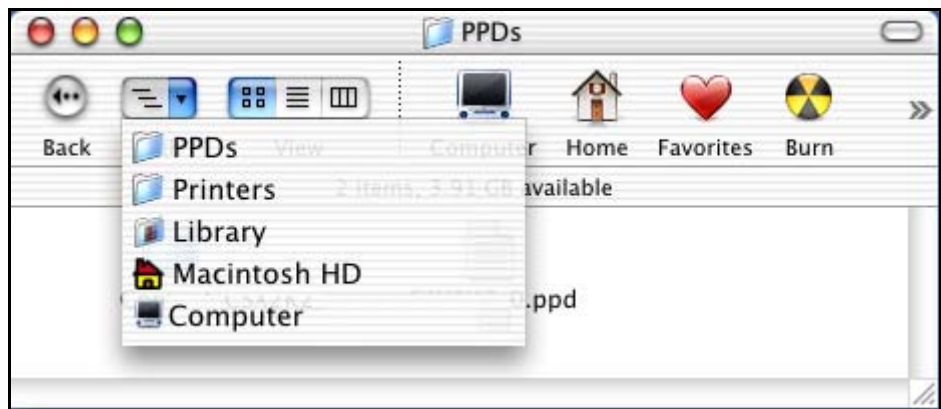 PPDs
Back View Computer Home Favorites Burn
2 items, 3.91 GB available
PPDs
Printers
Library
Macintosh HD
Computer
.ppd